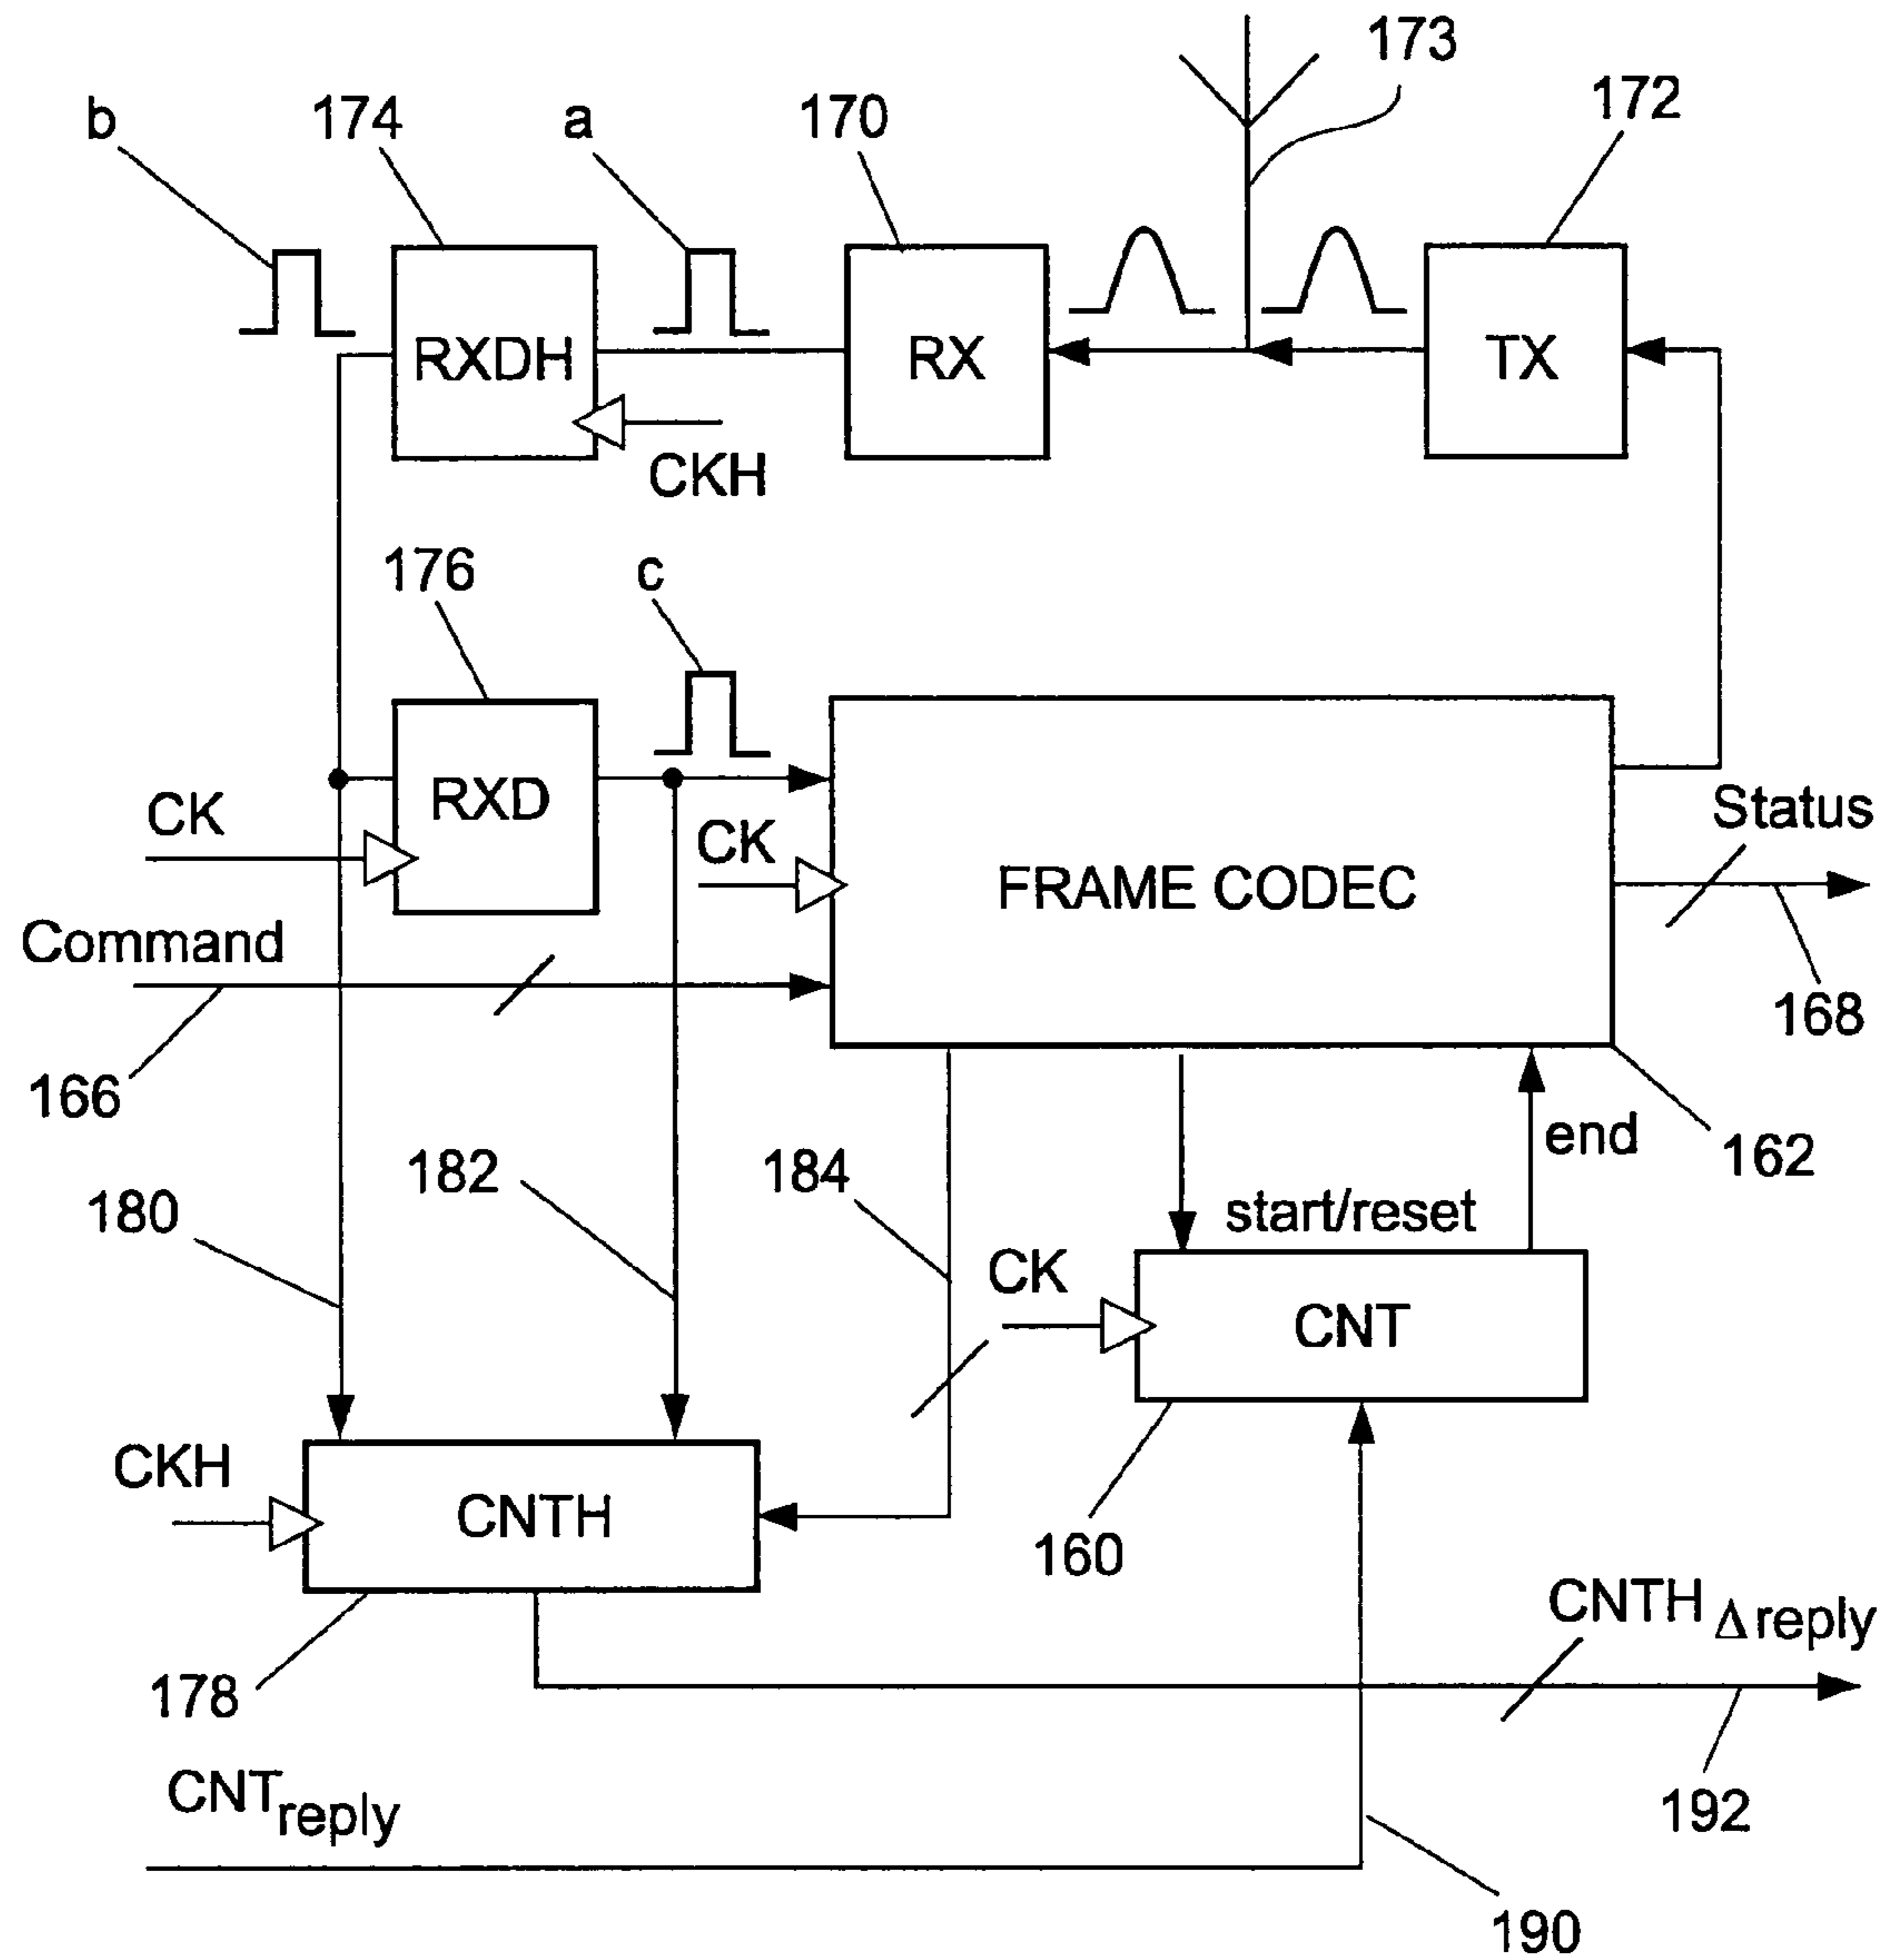 173
172
b
174
a
170
RXDH
RX
TX
CKH
176
c
RXD
CK
CK
FRAME CODEC
Status
Command
168
166
end
162
182
184
180
start/reset
CK
CNT
CKH
CNTH
160
CNTH Δreply
178
192
CNTreply
190